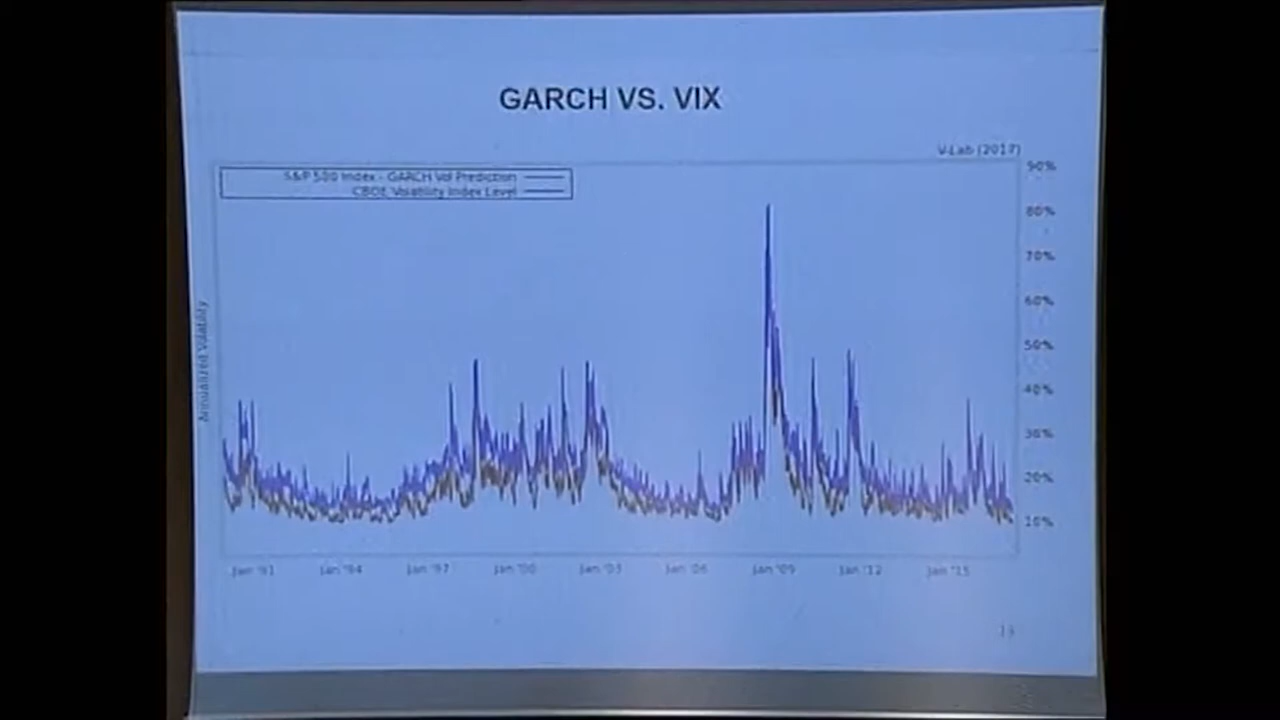 GARCH VS. VIX
V-Lab (2017)
S&P 500 Index - GARCH Vol Prediction
CBOE Volatility Index Level
90%
80%
70%
60%
50%
40%
30%
20%
10%
Annualized Volatility
Jan '91 Jan '94 Jan '97 Jan '00 Jan '03 Jan '06 Jan '09 Jan '12 Jan '15